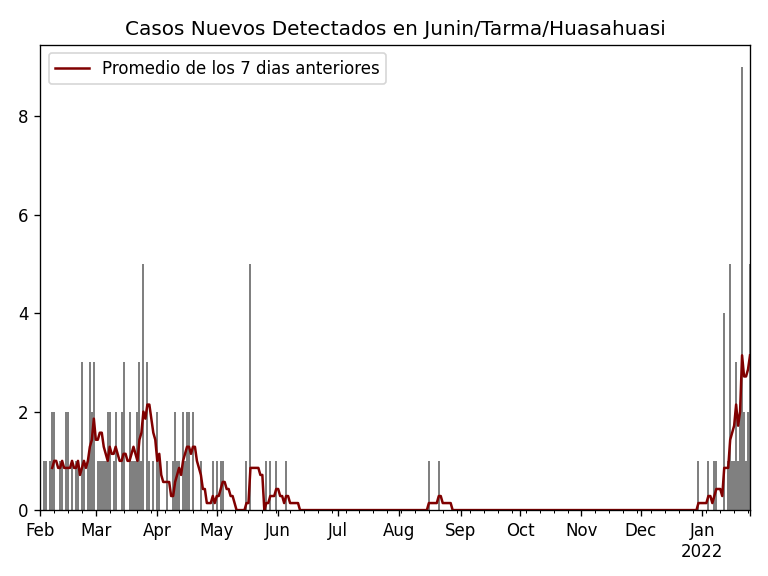 Casos Nuevos Detectados en Junin/Tarma/Huasahuasi
Promedio de los 7 dias anteriores
8
6
4
2
0
Feb Mar Apr May Jun Jul Aug Sep Oct Nov Dec Jan
2022